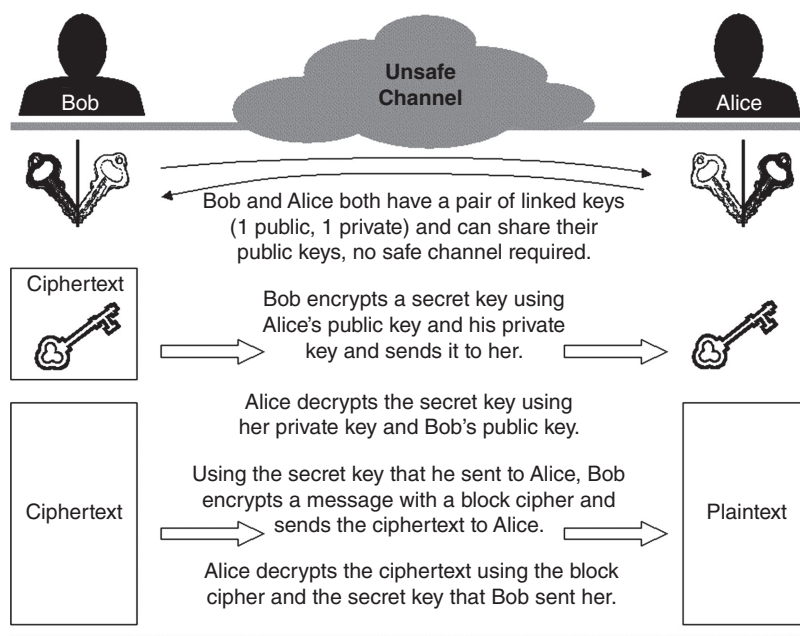 Unsafe
Channel
Bob
Alice
Bob and Alice both have a pair of linked keys
(1 public, 1 private) and can share their
public keys, no safe channel required.
Ciphertext
Bob encrypts a secret key using
Alice’s public key and his private
key and sends it to her.
Alice decrypts the secret key using
her private key and Bob’s public key.
Using the secret key that he sent to Alice, Bob
encrypts a message with a block cipher and
sends the ciphertext to Alice.
Ciphertext
Plaintext
Alice decrypts the ciphertext using the block
cipher and the secret key that Bob sent her.